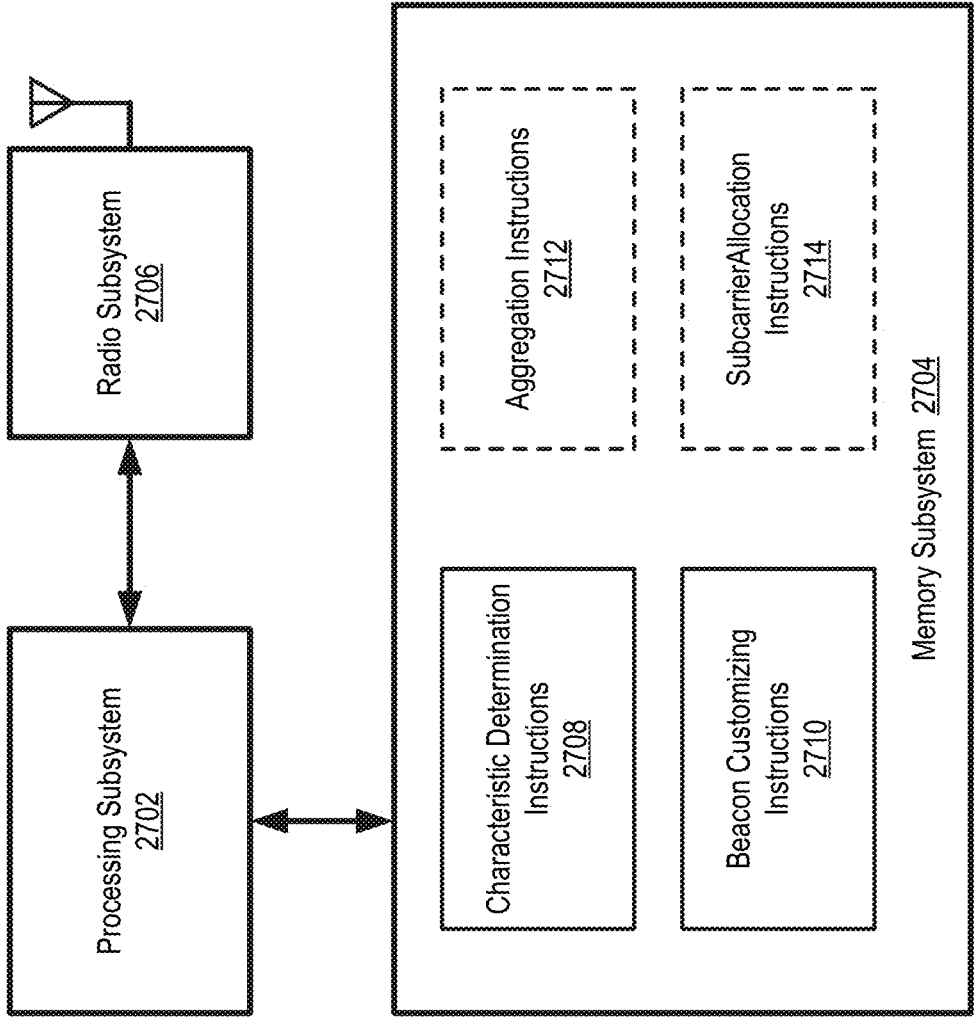 Processing Subsystem
2702
Radio Subsystem
2706
Characteristic Determination
Instructions
2708
Aggregation Instructions
2712
Beacon Customizing
Instructions
2710
SubcarrierAllocation
Instructions
2714
Memory Subsystem 2704